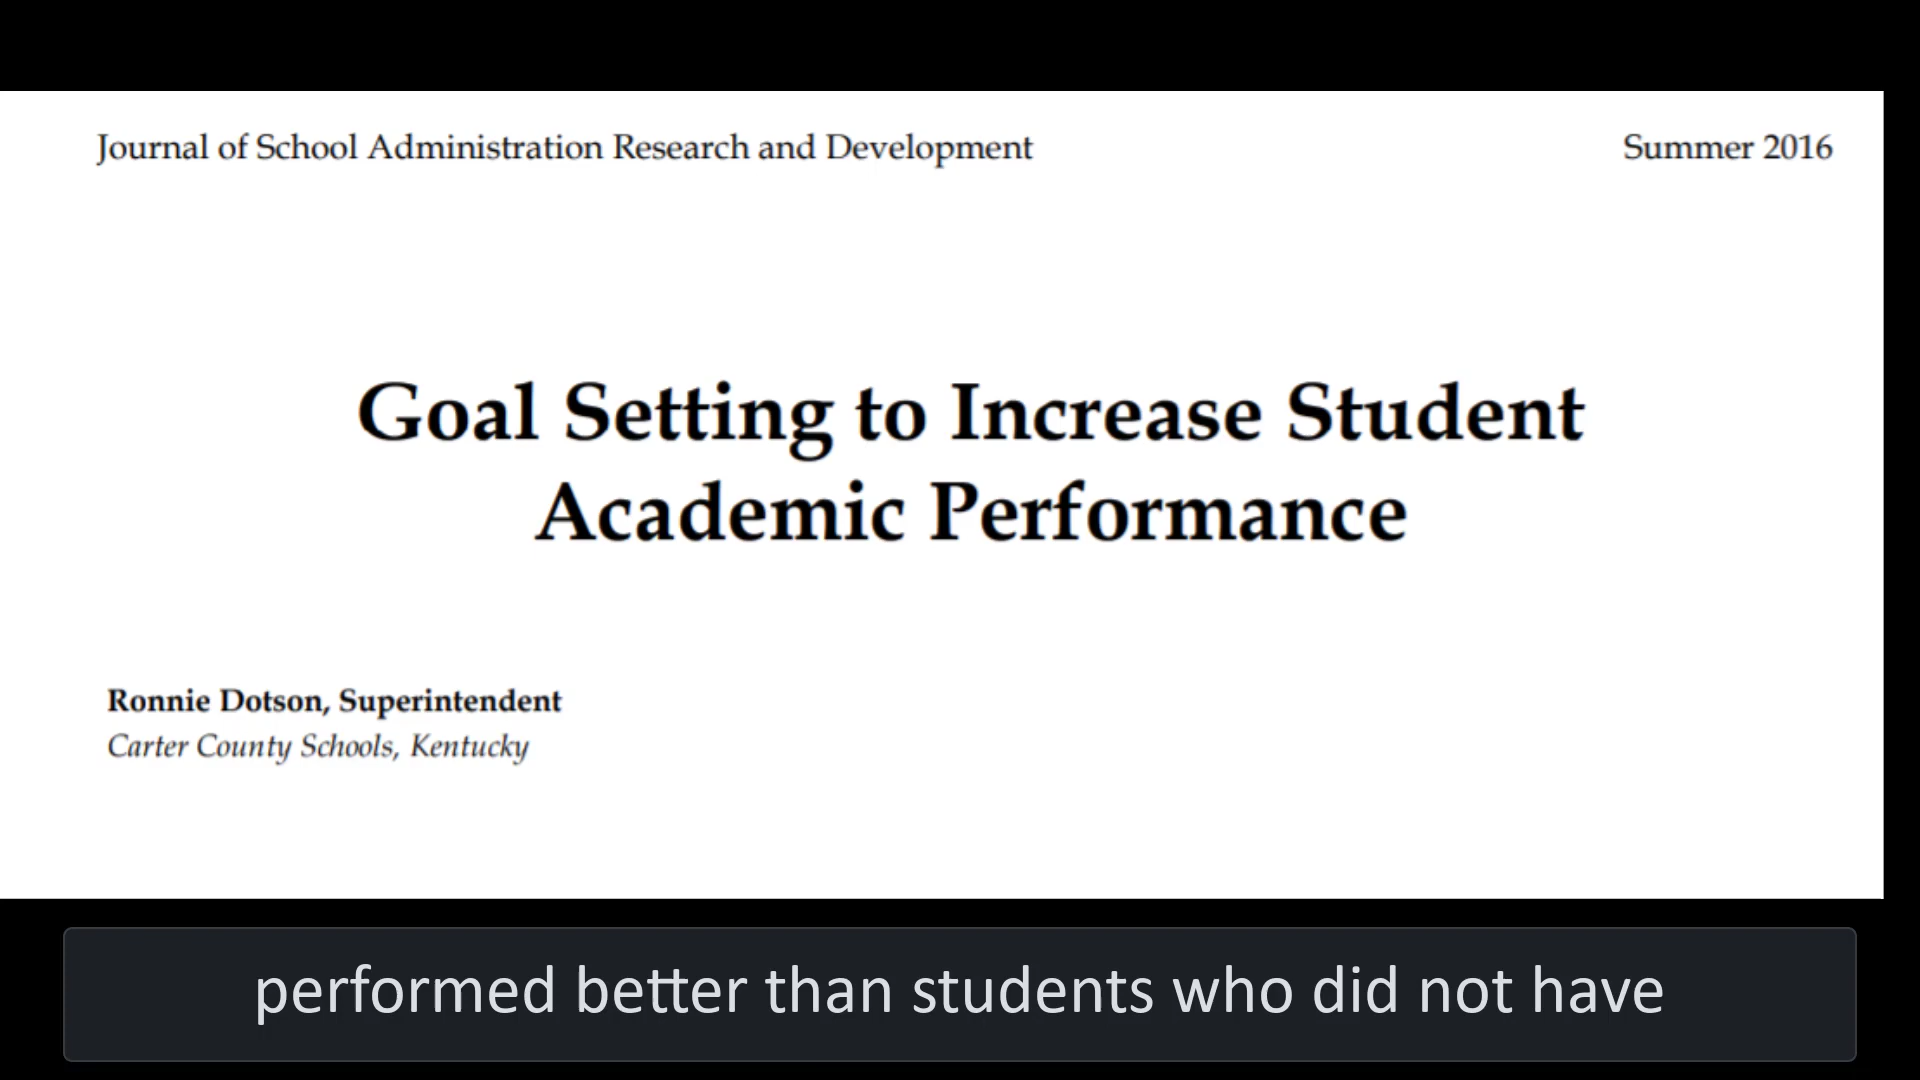 Journal of School Administration Research and Development
Summer 2016
Goal Setting to Increase Student
Academic Performance
Ronnie Dotson, Superintendent
Carter County Schools, Kentucky
performed better than students who did not have